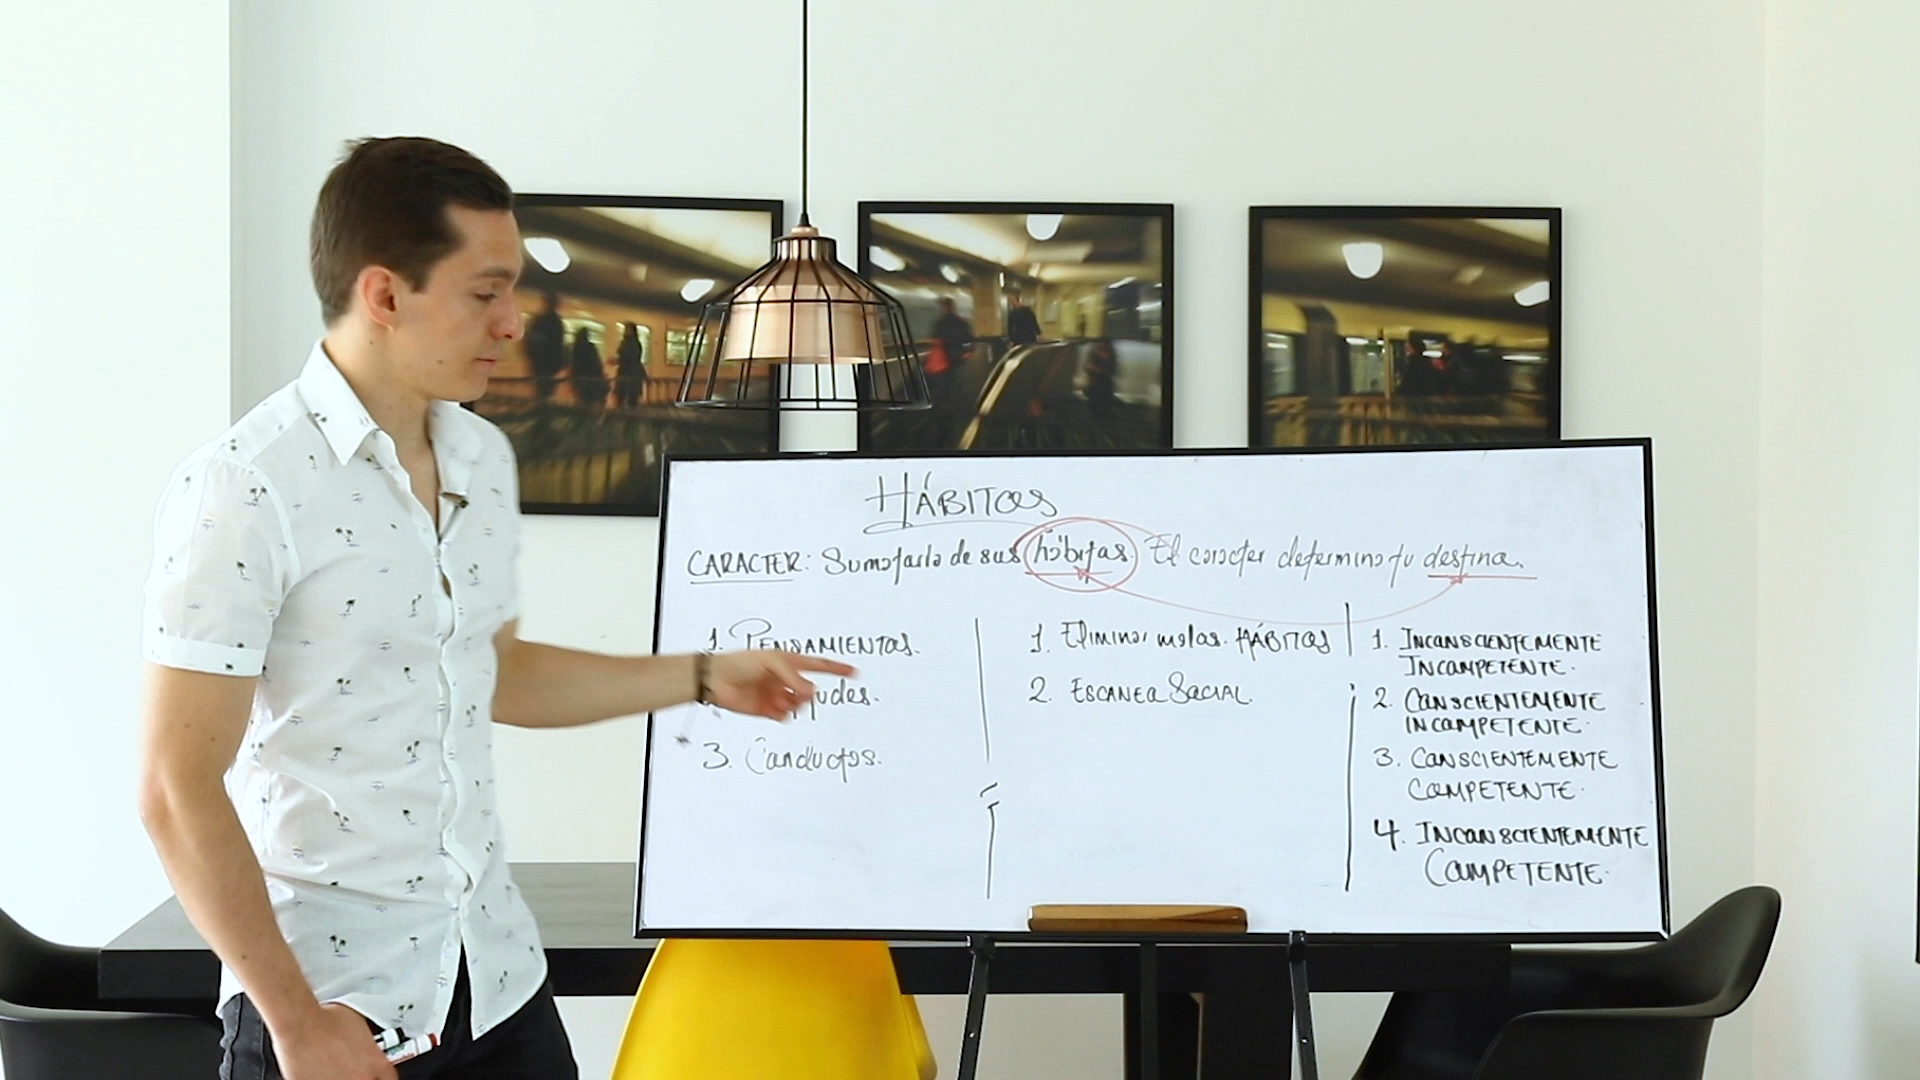 HÁBITOS
CARACTER: Sumatoria de sus hábitos. El caracter determina tu destino.
1. PENSAMIENTOS.
3. Conductas.
1. Eliminar malos HÁBITOS
2. ESCANEO SOCIAL.
1. INCONSCIENTEMENTE
INCOMPETENTE.
2. CONSCIENTEMENTE
INCOMPETENTE.
3. CONSCIENTEMENTE
COMPETENTE.
4. INCONSCIENTEMENTE
COMPETENTE.